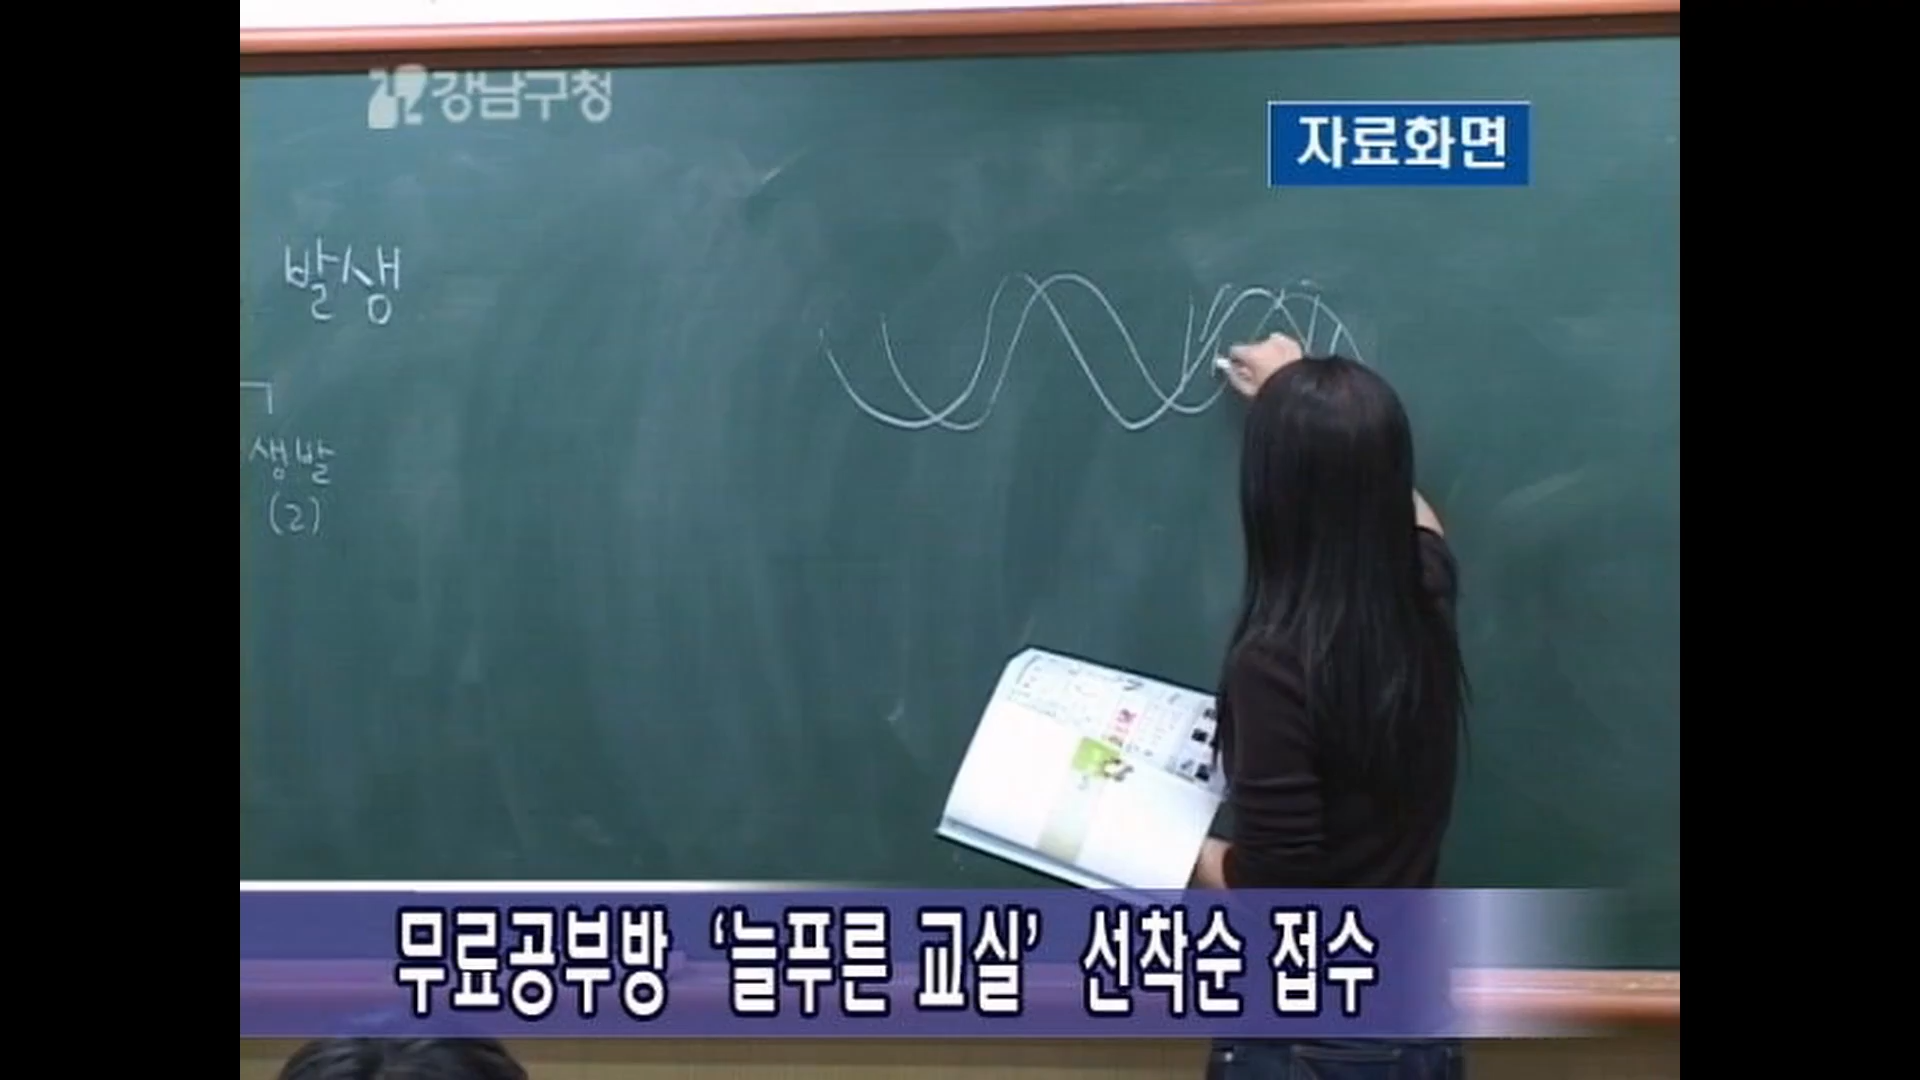 강남구청
자료화면
발생
생발
(2)
무료공부방 ‘늘푸른 교실’ 선착순 접수